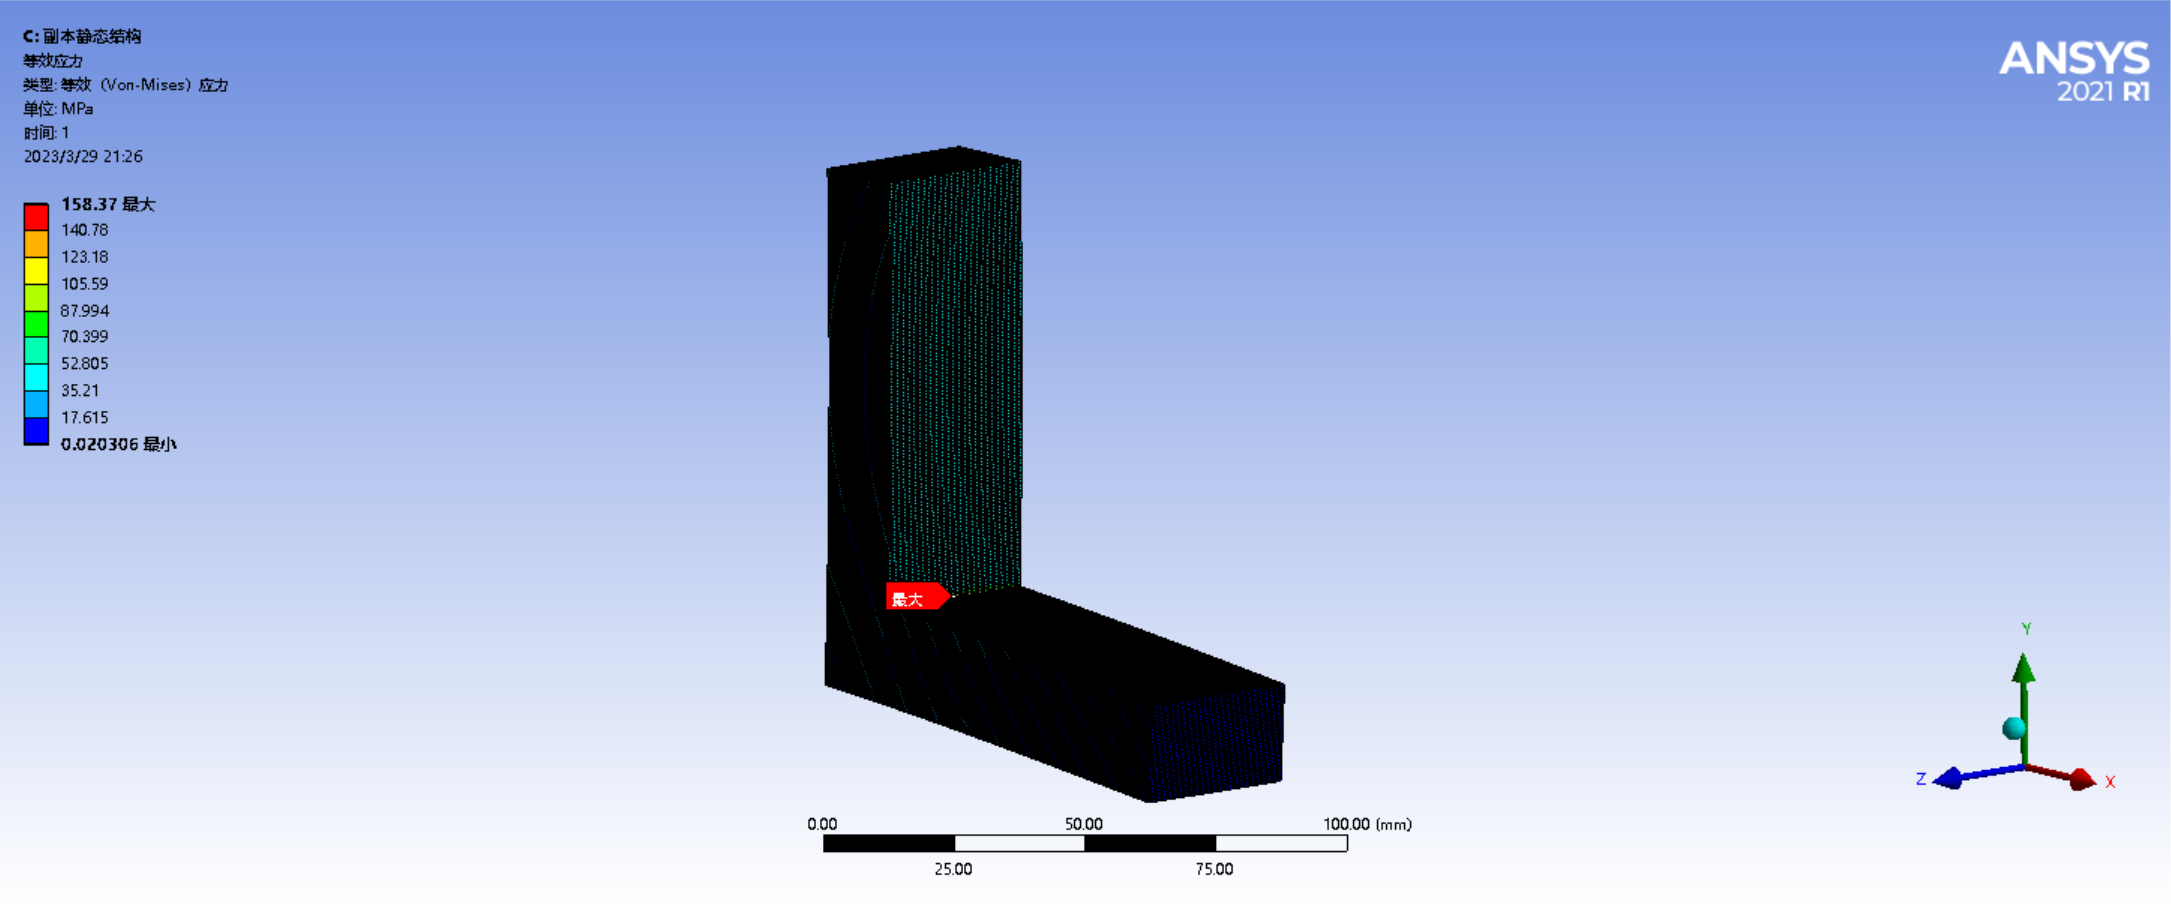 C: 副本静态结构
等效应力
类型: 等效（Von-Mises）应力
单位: MPa
时间: 1
2023/3/29 21:26
158.37 最大
140.78
123.18
105.59
87.994
70.399
52.805
35.21
17.615
0.020306 最小
ANSYS
2021 R1
最大
Y
Z
X
0.00 50.00 100.00 (mm)
25.00 75.00